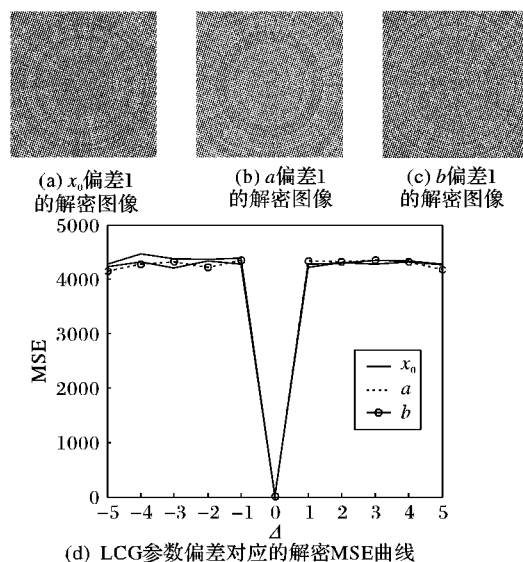 (a) x₀偏差1
的解密图像
(b) a偏差1
的解密图像
(c) b偏差1
的解密图像
5000
4000
3000
2000
1000
0
MSE
x₀
a
b
-5 -4 -3 -2 -1 0 1 2 3 4 5
Δ
(d) LCG参数偏差对应的解密MSE曲线